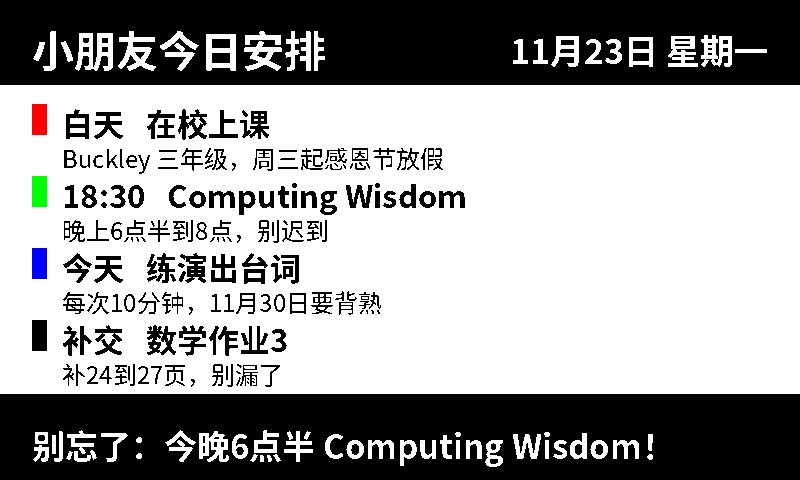 小朋友今日安排
11月23日 星期一
白天 在校上课
Buckley 三年级，周三起感恩节放假
18:30 Computing Wisdom
晚上6点半到8点，别迟到
今天 练演出台词
每次10分钟，11月30日要背熟
补交 数学作业3
补24到27页，别漏了
别忘了：今晚6点半 Computing Wisdom！